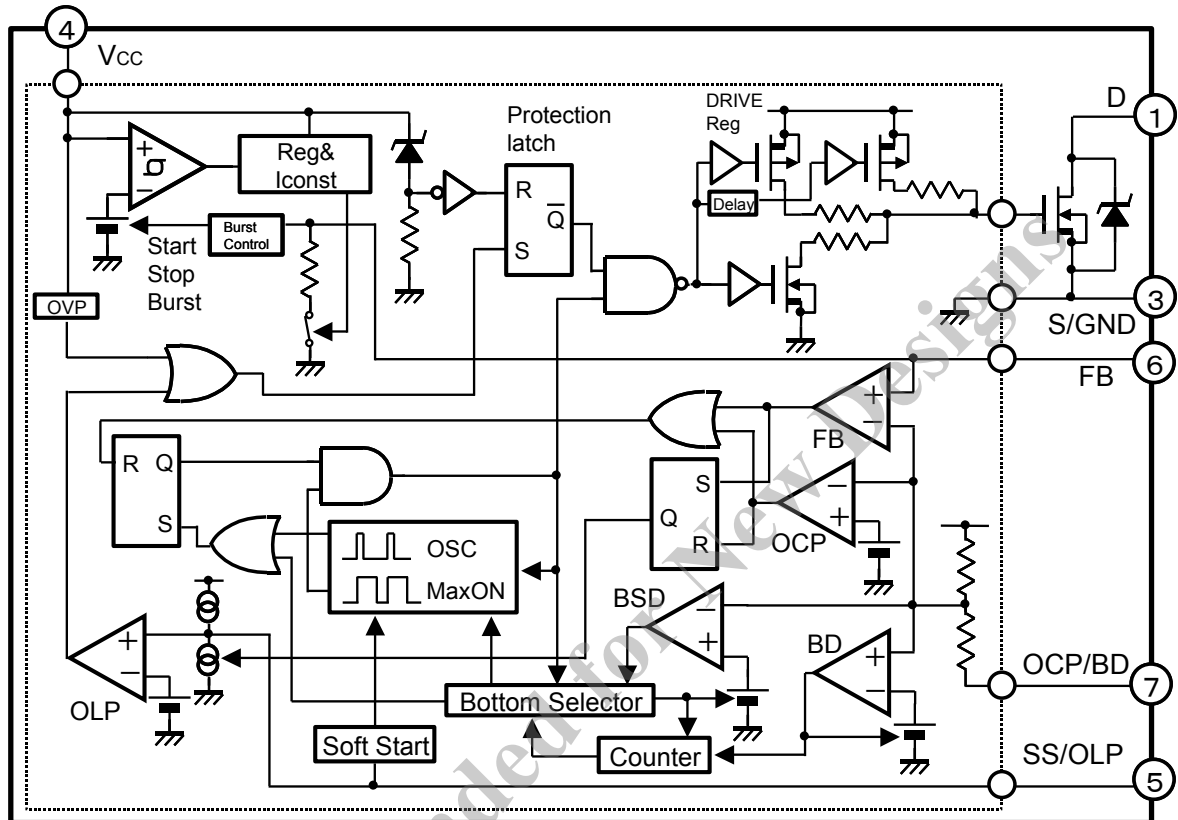 4
VCC
D
1
DRIVE
Reg
Protection
latch
+
−
Reg&
Iconst
R
Q
S
Delay
Burst
Control
Start
Stop
Burst
OVP
3
S/GND
6
FB
+
−
FB
R Q
S
S
Q
R
−
+
OCP
OSC
MaxON
BSD
−
+
BD
+
−
+
−
OLP
Bottom Selector
OCP/BD
7
Soft Start
Counter
SS/OLP
5
nded for New Designs